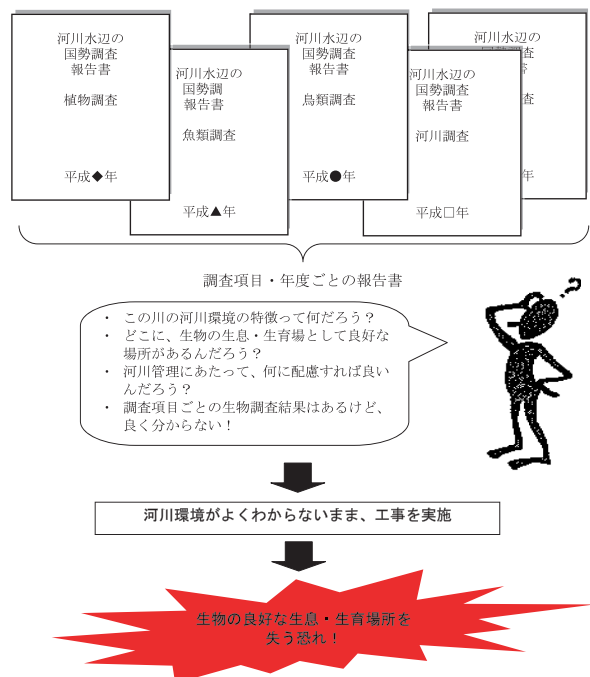 河川水辺の
国勢調査
報告書
植物調査
平成◆年
河川水辺の
国勢調
報告書
魚類調査
平成▲年
河川水辺の
国勢調査
報告書
鳥類調査
平成●年
河川水辺の
国勢調査
報告書
河川調査
平成□年
河川水辺の
調査
査
年
調査項目・年度ごとの報告書
・ この川の河川環境の特徴って何だろう？
・ どこに、生物の生息・生育場として良好な
場所があるんだろう？
・ 河川管理にあたって、何に配慮すれば良い
んだろう？
・ 調査項目ごとの生物調査結果はあるけど、
良く分からない！
河川環境がよくわからないまま、工事を実施
生物の良好な生息・生育場所を
失う恐れ！